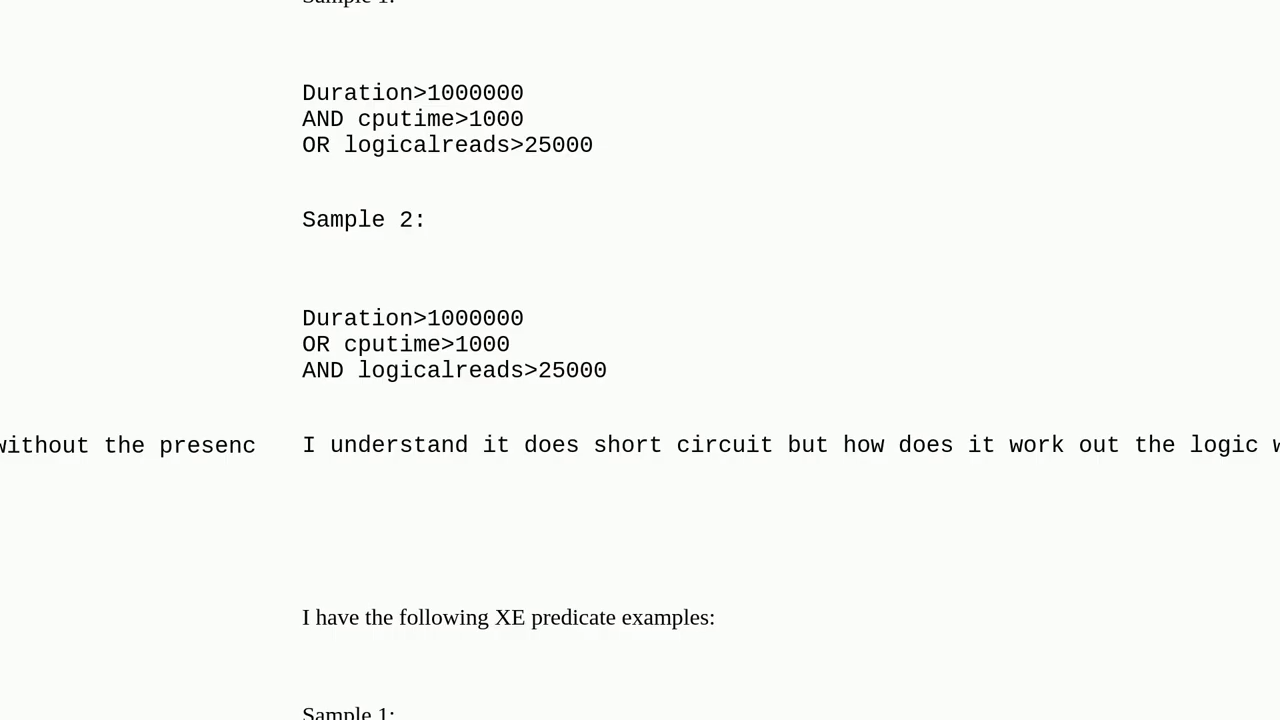 Sample 1:
Duration>1000000
AND cputime>1000
OR logicalreads>25000
Sample 2:
Duration>1000000
OR cputime>1000
AND logicalreads>25000
without the presenc
I understand it does short circuit but how does it work out the logic
I have the following XE predicate examples:
Sample 1: